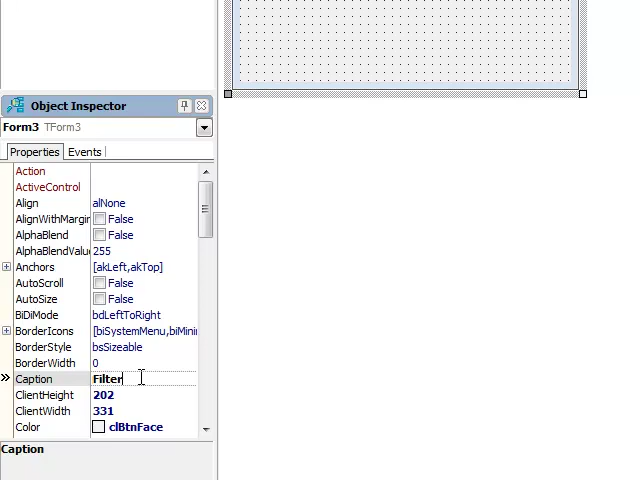 Object Inspector
Form3 TForm3
Properties Events
Action
ActiveControl
Align alNone
AlignWithMargin False
AlphaBlend False
AlphaBlendValu 255
Anchors [akLeft,akTop]
AutoScroll False
AutoSize False
BiDiMode bdLeftToRight
BorderIcons [biSystemMenu,biMini
BorderStyle bsSizeable
BorderWidth 0
Caption Filter
ClientHeight 202
ClientWidth 331
Color clBtnFace
Caption